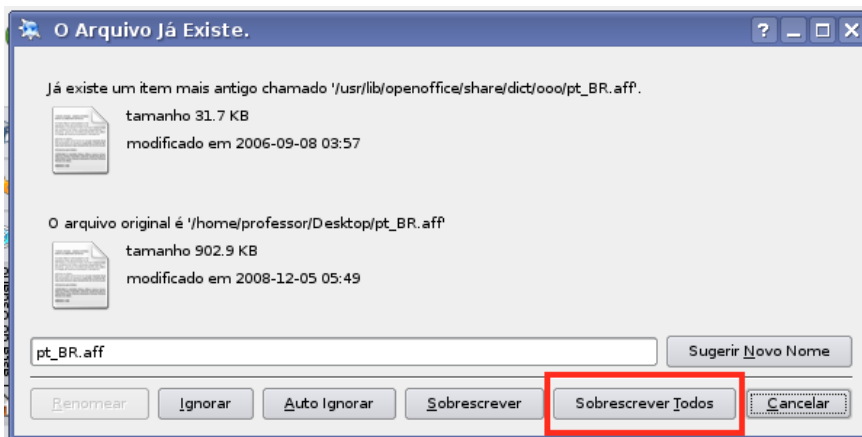 O Arquivo Já Existe.
Já existe um item mais antigo chamado '/usr/lib/openoffice/share/dict/ooo/pt_BR.aff'.
tamanho 31.7 KB
modificado em 2006-09-08 03:57
O arquivo original é '/home/professor/Desktop/pt_BR.aff'
tamanho 902.9 KB
modificado em 2008-12-05 05:49
pt_BR.aff
Sugerir Novo Nome
Renomear Ignorar Auto Ignorar Sobrescrever Sobrescrever Todos Cancelar